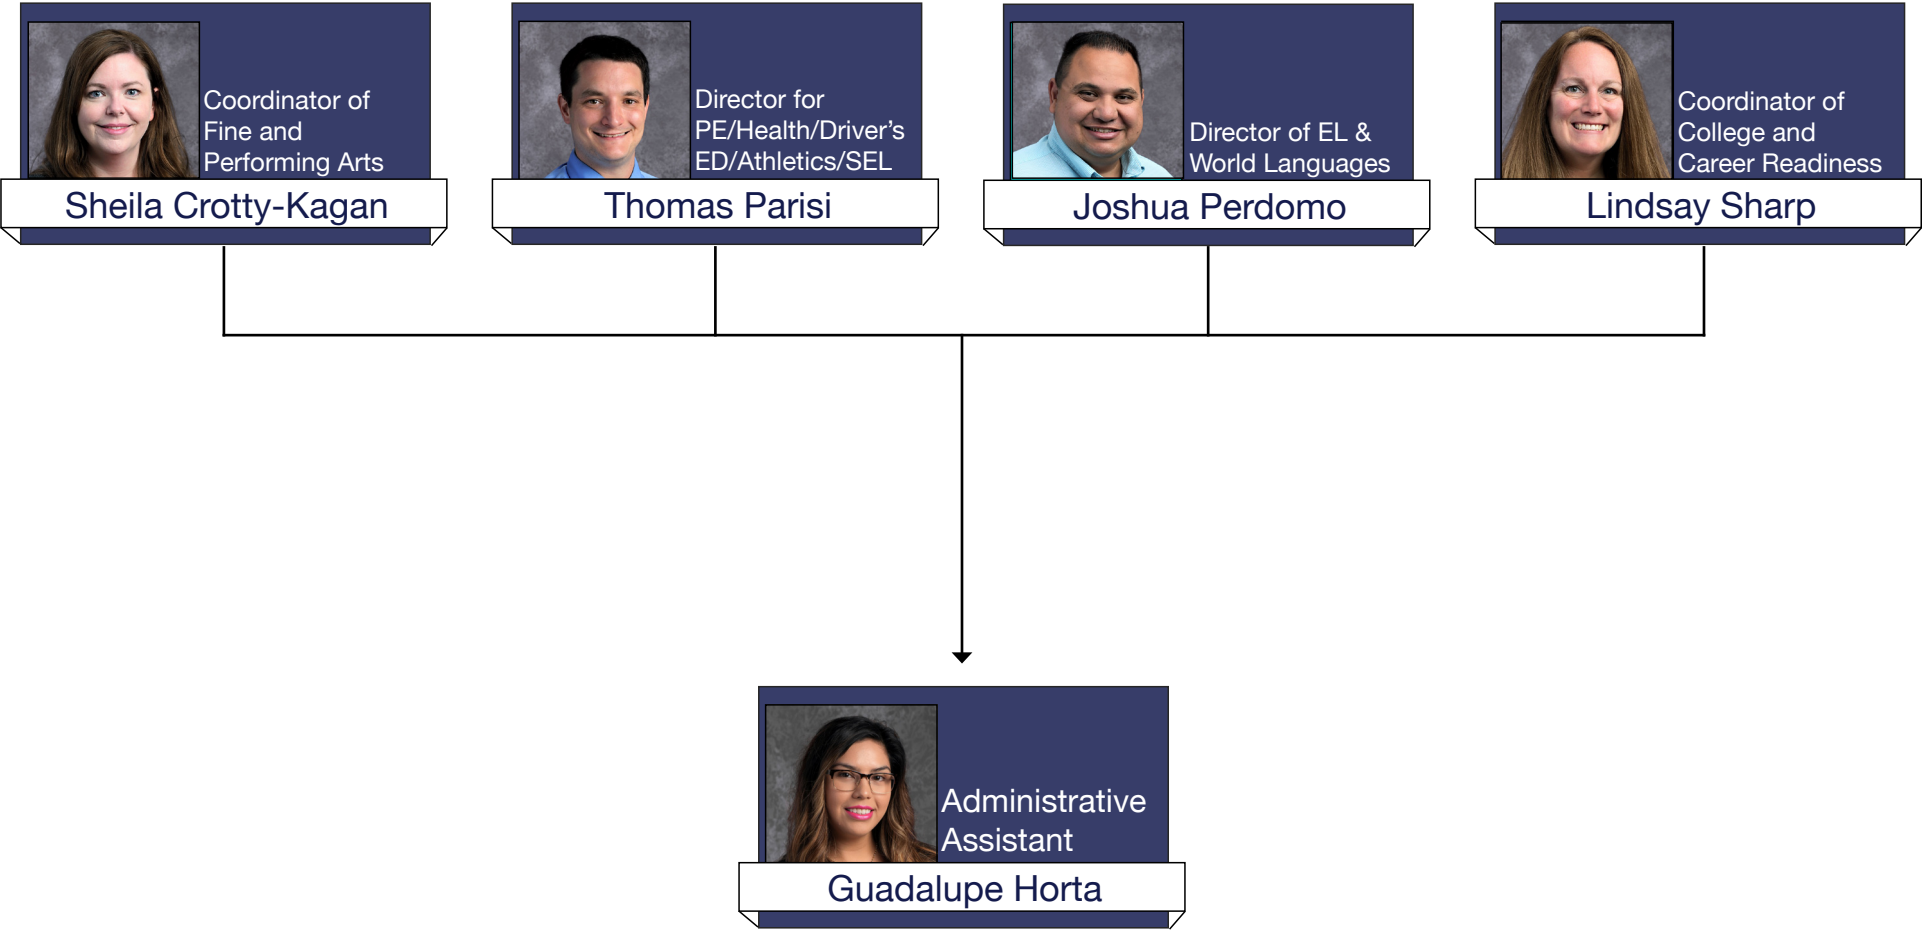 Coordinator of
Fine and
Performing Arts
Sheila Crotty-Kagan
Director for
PE/Health/Driver’s
ED/Athletics/SEL
Thomas Parisi
Director of EL &
World Languages
Joshua Perdomo
Coordinator of
College and
Career Readiness
Lindsay Sharp
Administrative
Assistant
Guadalupe Horta